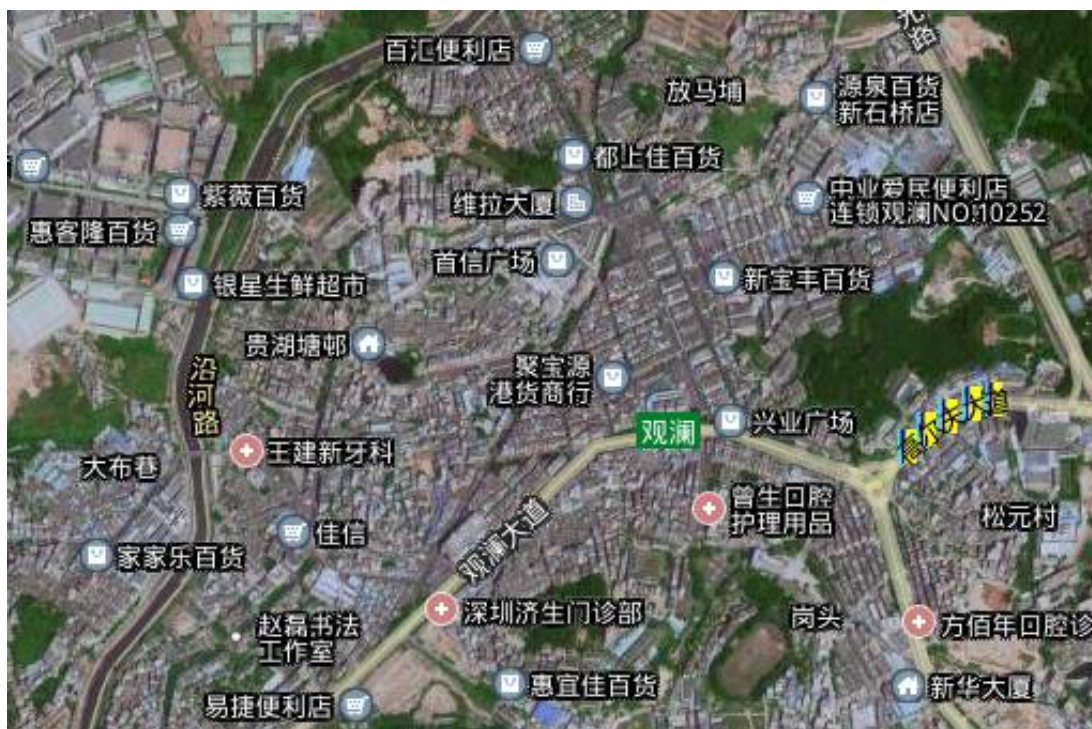 百汇便利店
放马埔
源泉百货
新石桥店
都上佳百货
紫薇百货
维拉大厦
中业爱民便利店
连锁观澜NO.10252
惠客隆百货
首信广场
新宝丰百货
银星生鲜超市
贵湖塘邨
聚宝源
港货商行
沿河路
观澜
兴业广场
高尔夫大道
王建新牙科
大布巷
曾生口腔
护理用品
松元村
佳信
观澜大道
家家乐百货
深圳济生门诊部
岗头
方佰年口腔诊
赵磊书法
工作室
惠宜佳百货
新华大厦
易捷便利店